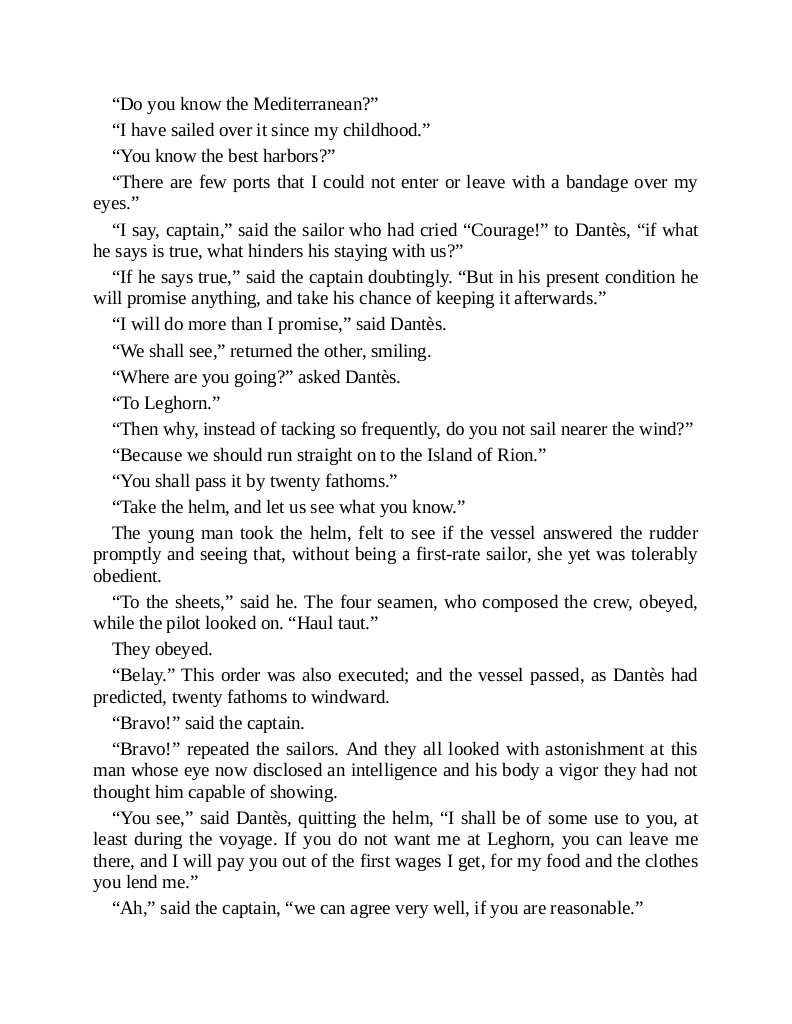 “Do you know the Mediterranean?”
“I have sailed over it since my childhood.”
“You know the best harbors?”
“There are few ports that I could not enter or leave with a bandage over my
eyes.”
“I say, captain,” said the sailor who had cried “Courage!” to Dantès, “if what
he says is true, what hinders his staying with us?”
“If he says true,” said the captain doubtingly. “But in his present condition he
will promise anything, and take his chance of keeping it afterwards.”
“I will do more than I promise,” said Dantès.
“We shall see,” returned the other, smiling.
“Where are you going?” asked Dantès.
“To Leghorn.”
“Then why, instead of tacking so frequently, do you not sail nearer the wind?”
“Because we should run straight on to the Island of Rion.”
“You shall pass it by twenty fathoms.”
“Take the helm, and let us see what you know.”
The young man took the helm, felt to see if the vessel answered the rudder
promptly and seeing that, without being a first-rate sailor, she yet was tolerably
obedient.
“To the sheets,” said he. The four seamen, who composed the crew, obeyed,
while the pilot looked on. “Haul taut.”
They obeyed.
“Belay.” This order was also executed; and the vessel passed, as Dantès had
predicted, twenty fathoms to windward.
“Bravo!” said the captain.
“Bravo!” repeated the sailors. And they all looked with astonishment at this
man whose eye now disclosed an intelligence and his body a vigor they had not
thought him capable of showing.
“You see,” said Dantès, quitting the helm, “I shall be of some use to you, at
least during the voyage. If you do not want me at Leghorn, you can leave me
there, and I will pay you out of the first wages I get, for my food and the clothes
you lend me.”
“Ah,” said the captain, “we can agree very well, if you are reasonable.”